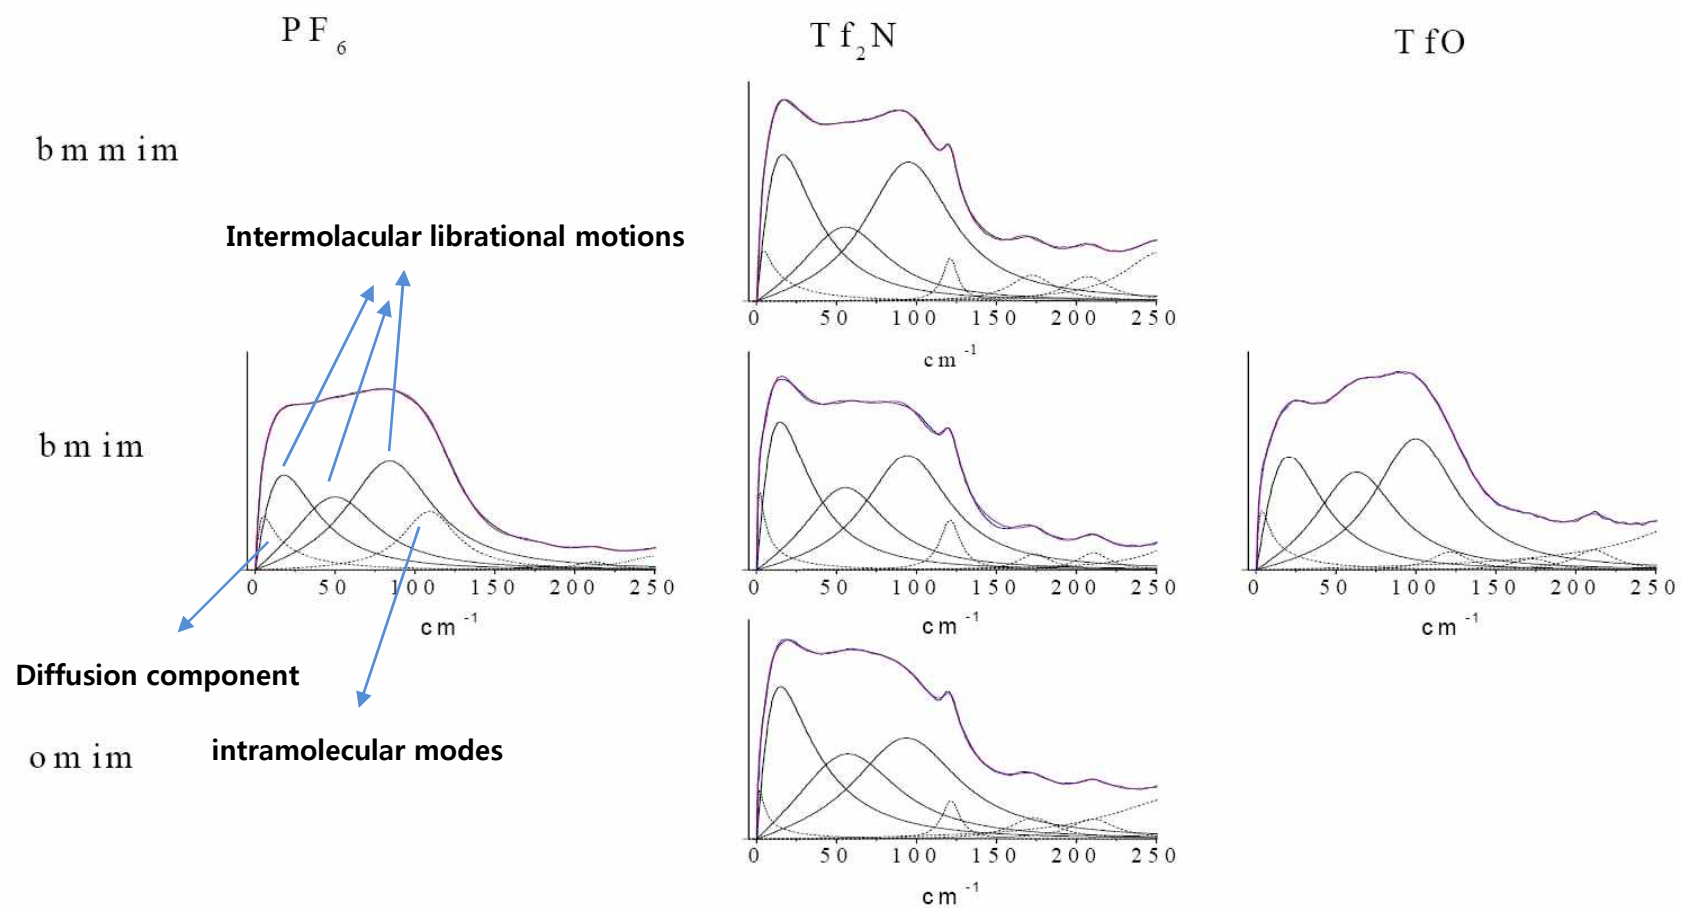 PF6
Tf2N
TfO
bmmim
Intermolacular librational motions
0 50 100 150 200 250
cm-1
bmim
0 50 100 150 200 250
cm-1
0 50 100 150 200 250
cm-1
0 50 100 150 200 250
cm-1
Diffusion component
intramolecular modes
omim
0 50 100 150 200 250
cm-1